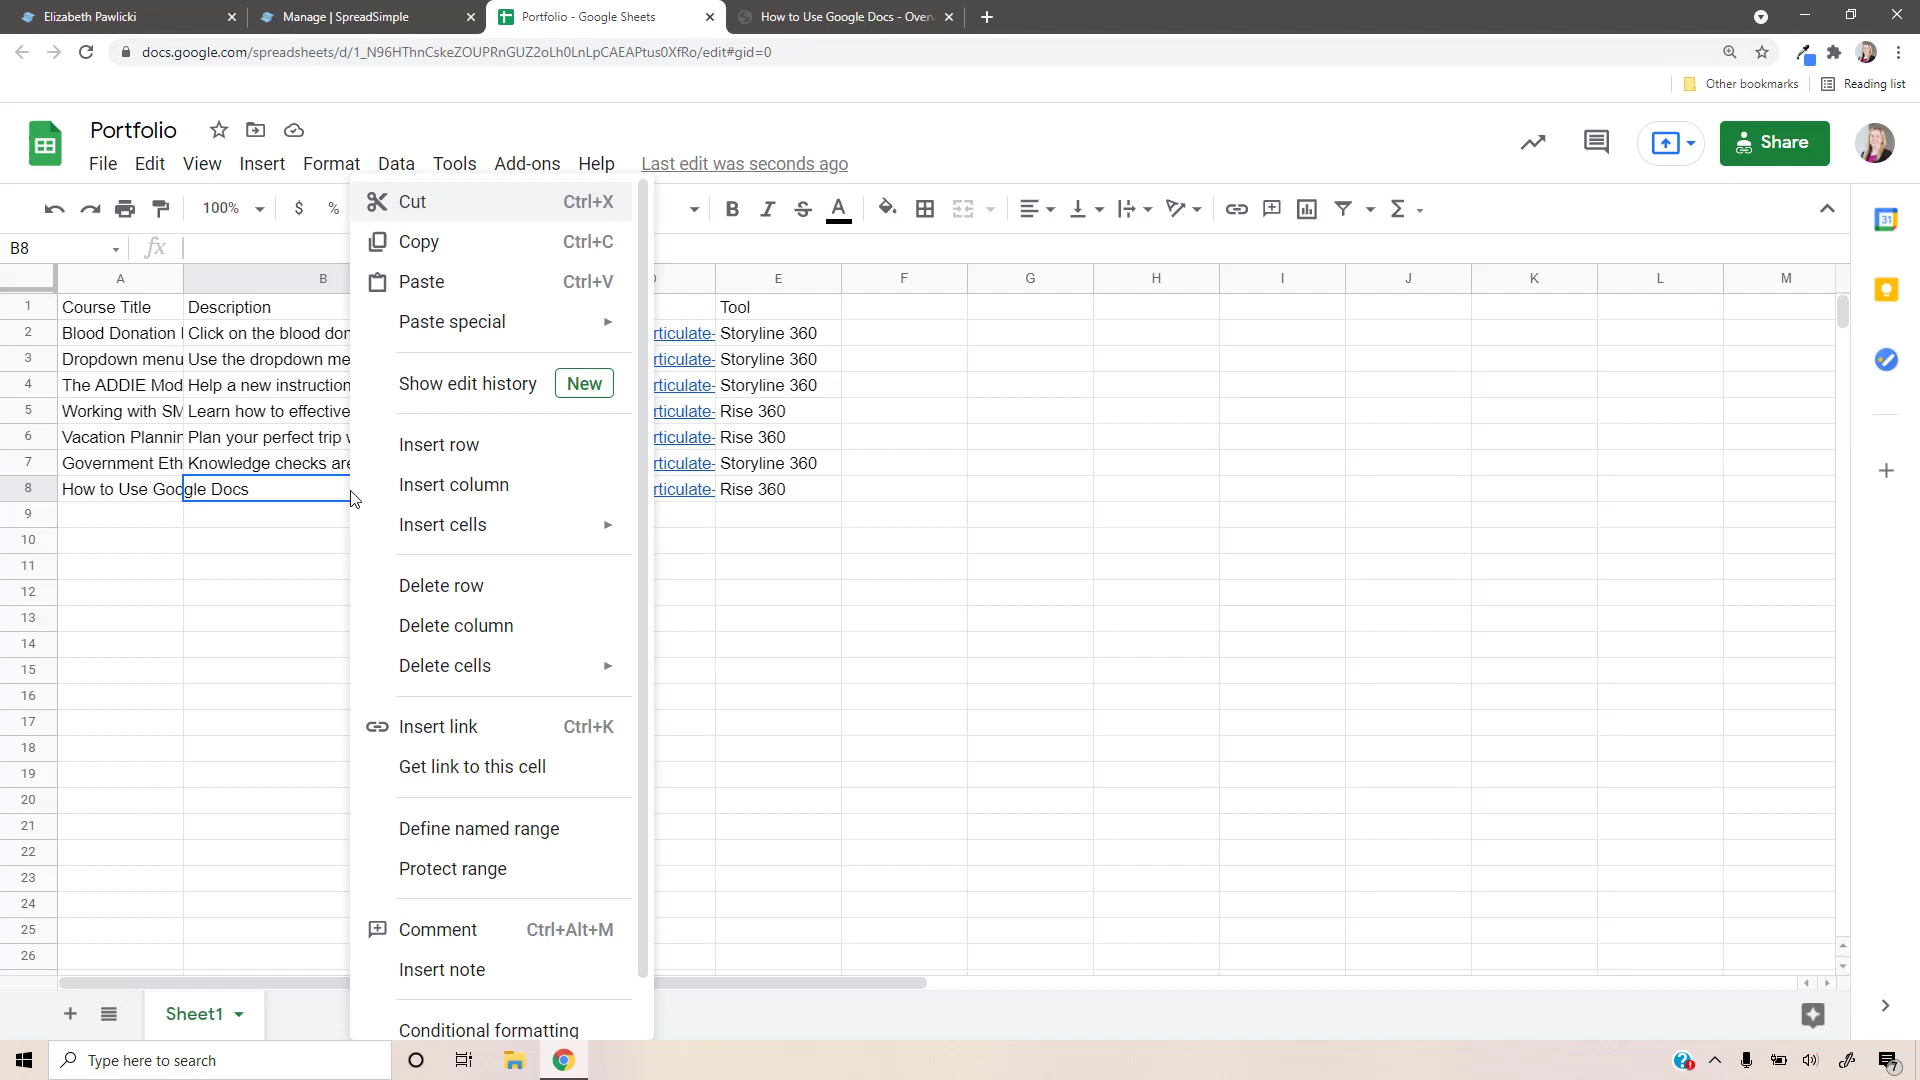 Elizabeth Pawlicki
Manage | SpreadSimple
Portfolio - Google Sheets
How to Use Google Docs - Over
docs.google.com/spreadsheets/d/1_N96HThnCskeZOUPRnGUZ2oLh0LnLpCAEAPtus0XfRo/edit#gid=0
Other bookmarks
Reading list
Portfolio
File Edit View Insert Format Data Tools Add-ons Help Last edit was seconds ago
Share
100% $ %
B I S A
31
B8 fx
A B D E F G H I J K L M
1 Course Title Description Tool
2 Blood Donation Click on the blood don rticulate- Storyline 360
3 Dropdown menu Use the dropdown me rticulate- Storyline 360
4 The ADDIE Mod Help a new instruction rticulate- Storyline 360
5 Working with SM Learn how to effective rticulate- Rise 360
6 Vacation Plannin Plan your perfect trip rticulate- Rise 360
7 Government Eth Knowledge checks are rticulate- Storyline 360
8 How to Use Google Docs rticulate- Rise 360
9
10
11
12
13
14
15
16
17
18
19
20
21
22
23
24
25
26
Cut Ctrl+X
Copy Ctrl+C
Paste Ctrl+V
Paste special
Show edit history New
Insert row
Insert column
Insert cells
Delete row
Delete column
Delete cells
Insert link Ctrl+K
Get link to this cell
Define named range
Protect range
Comment Ctrl+Alt+M
Insert note
Conditional formatting
Sheet1
Type here to search
7